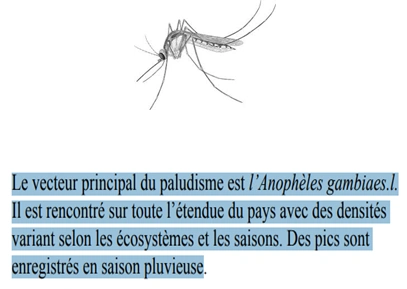 Le vecteur principal du paludisme est l’Anophèles gambiaes.l.
Il est rencontré sur toute l’étendue du pays avec des densités
variant selon les écosystèmes et les saisons. Des pics sont
enregistrés en saison pluvieuse.